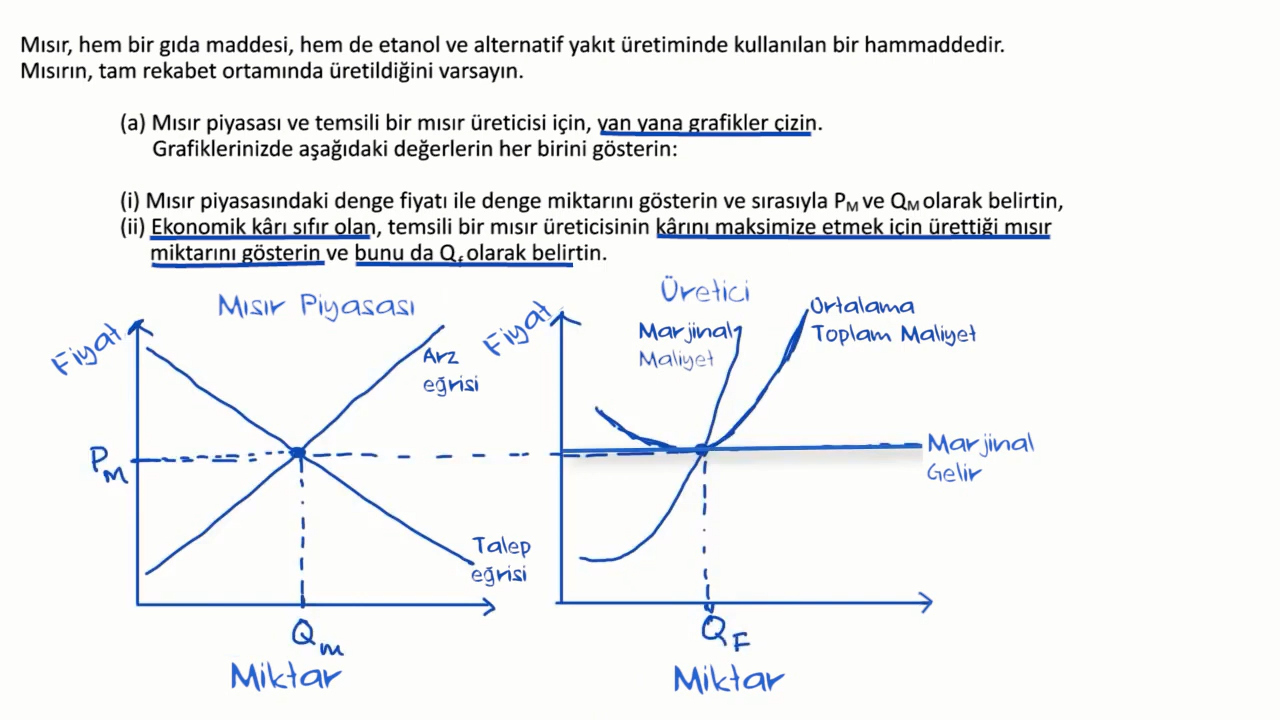 Mısır, hem bir gıda maddesi, hem de etanol ve alternatif yakıt üretiminde kullanılan bir hammaddedir.
Mısırın, tam rekabet ortamında üretildiğini varsayın.
(a) Mısır piyasası ve temsili bir mısır üreticisi için, yan yana grafikler çizin.
Grafiklerinizde aşağıdaki değerlerin her birini gösterin:
(i) Mısır piyasasındaki denge fiyatı ile denge miktarını gösterin ve sırasıyla PM ve QM olarak belirtin,
(ii) Ekonomik kârı sıfır olan, temsili bir mısır üreticisinin kârını maksimize etmek için ürettiği mısır
miktarını gösterin ve bunu da Qf olarak belirtin.
Mısır Piyasası
Fiyat
Arz
eğrisi
PM
Talep
eğrisi
Qm
Miktar
Üretici
Fiyat
Marjinal
Maliyet
Ortalama
Toplam Maliyet
Marjinal
Gelir
QF
Miktar